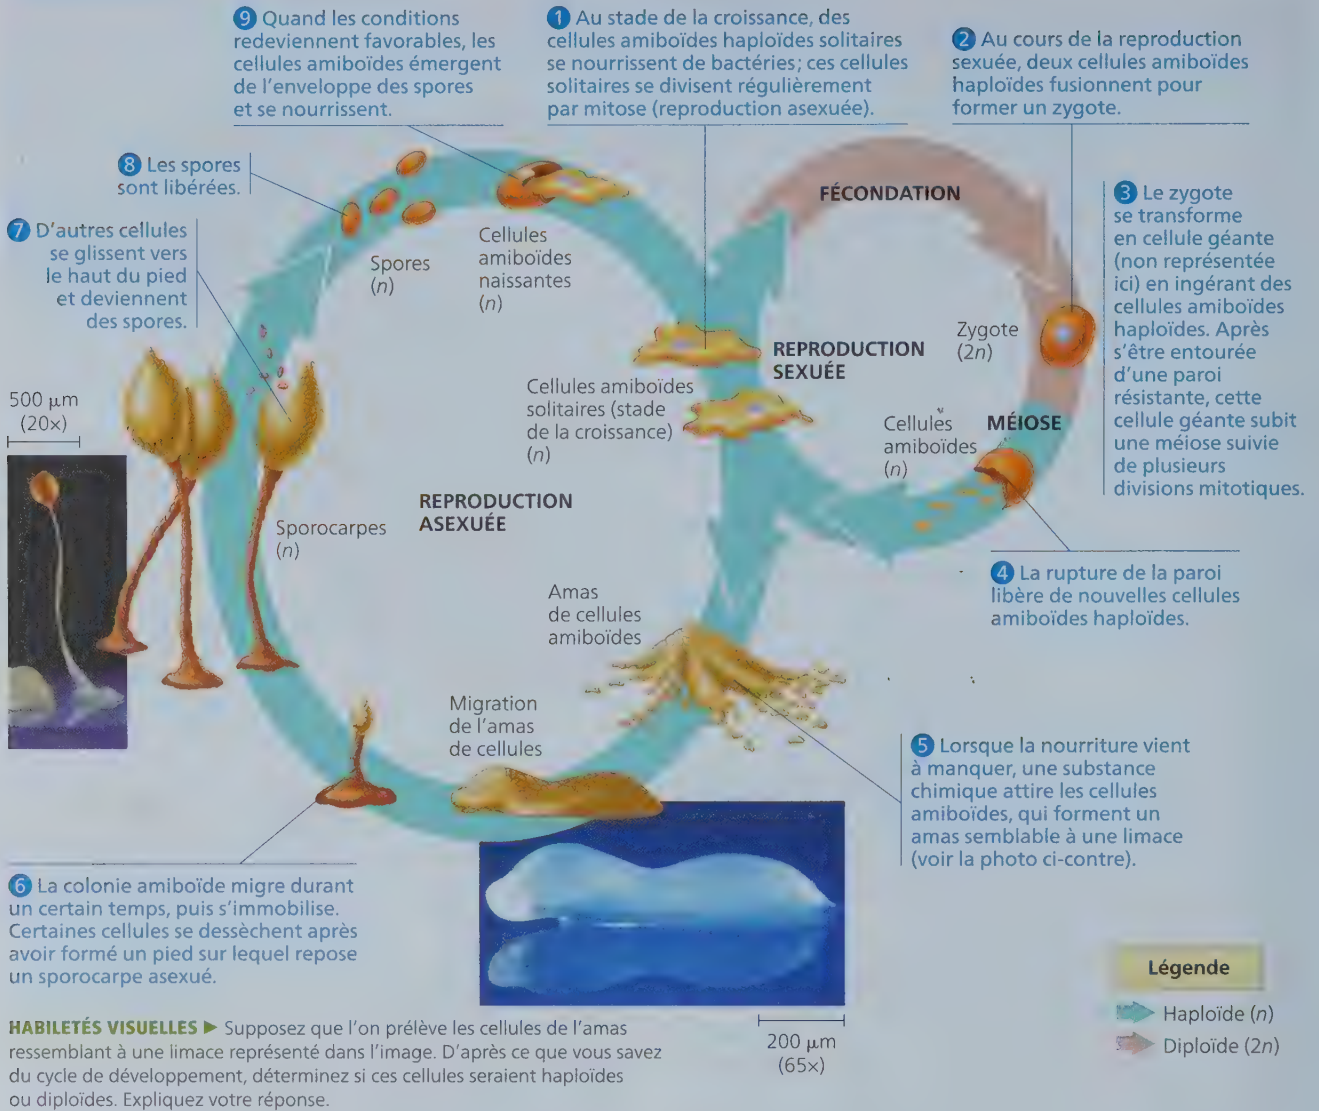 9 Quand les conditions
redeviennent favorables, les
cellules amiboïdes émergent
de l'enveloppe des spores
et se nourrissent.
1 Au stade de la croissance, des
cellules amiboïdes haploïdes solitaires
se nourrissent de bactéries; ces cellules
solitaires se divisent régulièrement
par mitose (reproduction asexuée).
2 Au cours de la reproduction
sexuée, deux cellules amiboïdes
haploïdes fusionnent pour
former un zygote.
8 Les spores
sont libérées.
7 D'autres cellules
se glissent vers
le haut du pied
et deviennent
des spores.
Spores
(n)
Cellules
amiboïdes
naissantes
(n)
FÉCONDATION
3 Le zygote
se transforme
en cellule géante
(non représentée
ici) en ingérant des
cellules amiboïdes
haploïdes. Après
s'être entourée
d'une paroi
résistante, cette
cellule géante subit
une méiose suivie
de plusieurs
divisions mitotiques.
Zygote
(2n)
REPRODUCTION
SEXUÉE
Cellules amiboïdes
solitaires (stade
de la croissance)
(n)
Cellules
amiboïdes
(n)
MÉIOSE
500 µm
(20×)
REPRODUCTION
ASEXUÉE
Sporocarpes
(n)
4 La rupture de la paroi
libère de nouvelles cellules
amiboïdes haploïdes.
Amas
de cellules
amiboïdes
Migration
de l'amas
de cellules
5 Lorsque la nourriture vient
à manquer, une substance
chimique attire les cellules
amiboïdes, qui forment un
amas semblable à une limace
(voir la photo ci-contre).
6 La colonie amiboïde migre durant
un certain temps, puis s'immobilise.
Certaines cellules se dessèchent après
avoir formé un pied sur lequel repose
un sporocarpe asexué.
Légende
Haploïde (n)
Diploïde (2n)
200 µm
(65×)
HABILETÉS VISUELLES ► Supposez que l'on prélève les cellules de l'amas
ressemblant à une limace représenté dans l'image. D'après ce que vous savez
du cycle de développement, déterminez si ces cellules seraient haploïdes
ou diploïdes. Expliquez votre réponse.